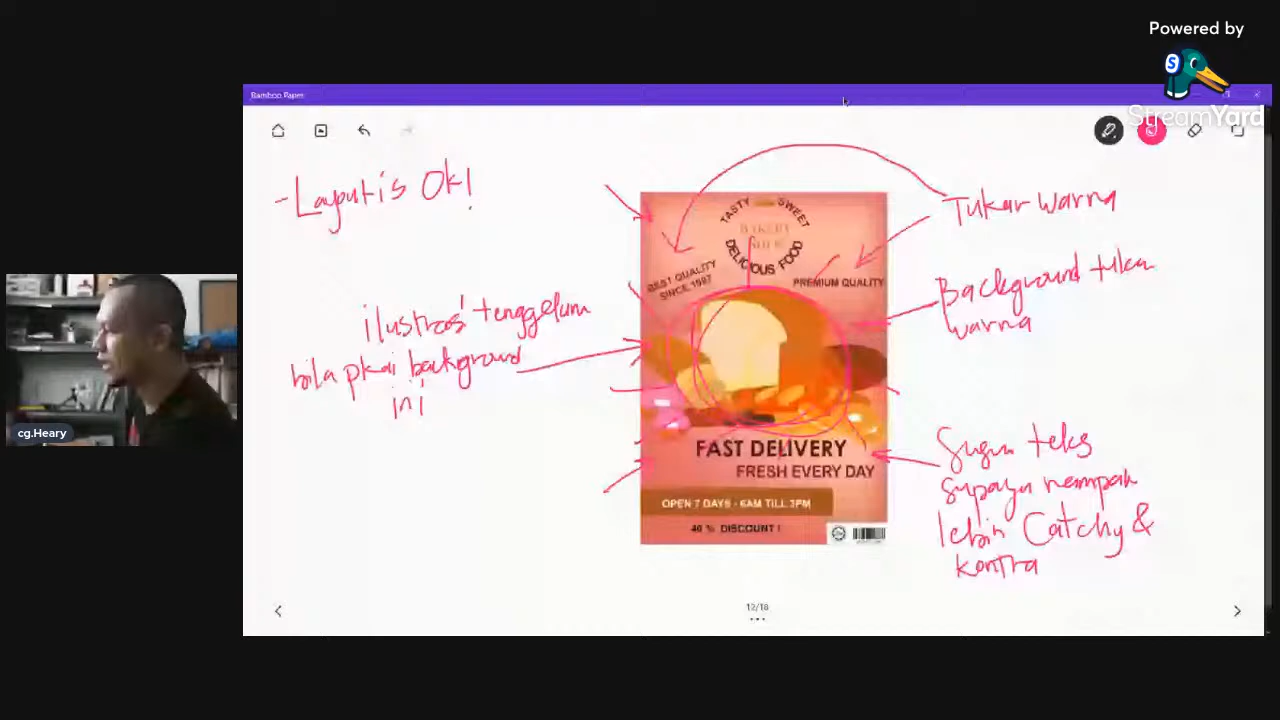 Powered by
StreamYard
Bamboo Paper
-Layout is Ok!
Tukar warna
Background tukar
warna
ilustrasi tenggelam
bila pkai background
ini
TASTY SWEET
BAKERY
DELICIOUS FOOD
BEST QUALITY
SINCE 1987
PREMIUM QUALITY
FAST DELIVERY
FRESH EVERY DAY
OPEN 7 DAYS - 6AM TILL 3PM
40 % DISCOUNT !
Susun teks
supaya nampak
lebih Catchy &
kontra
cg.Heary
12/18